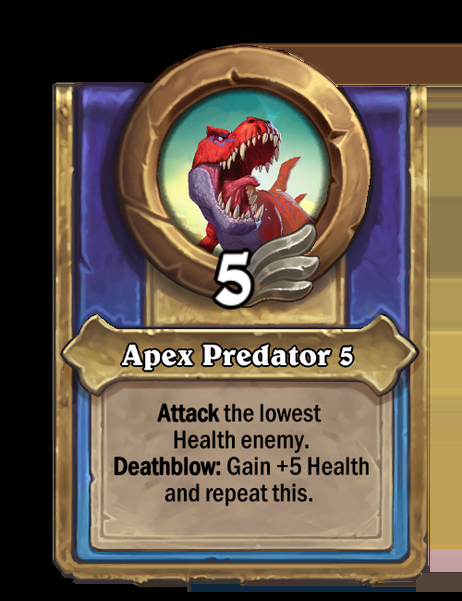 5
Apex Predator 5
Attack the lowest
Health enemy.
Deathblow: Gain +5 Health
and repeat this.